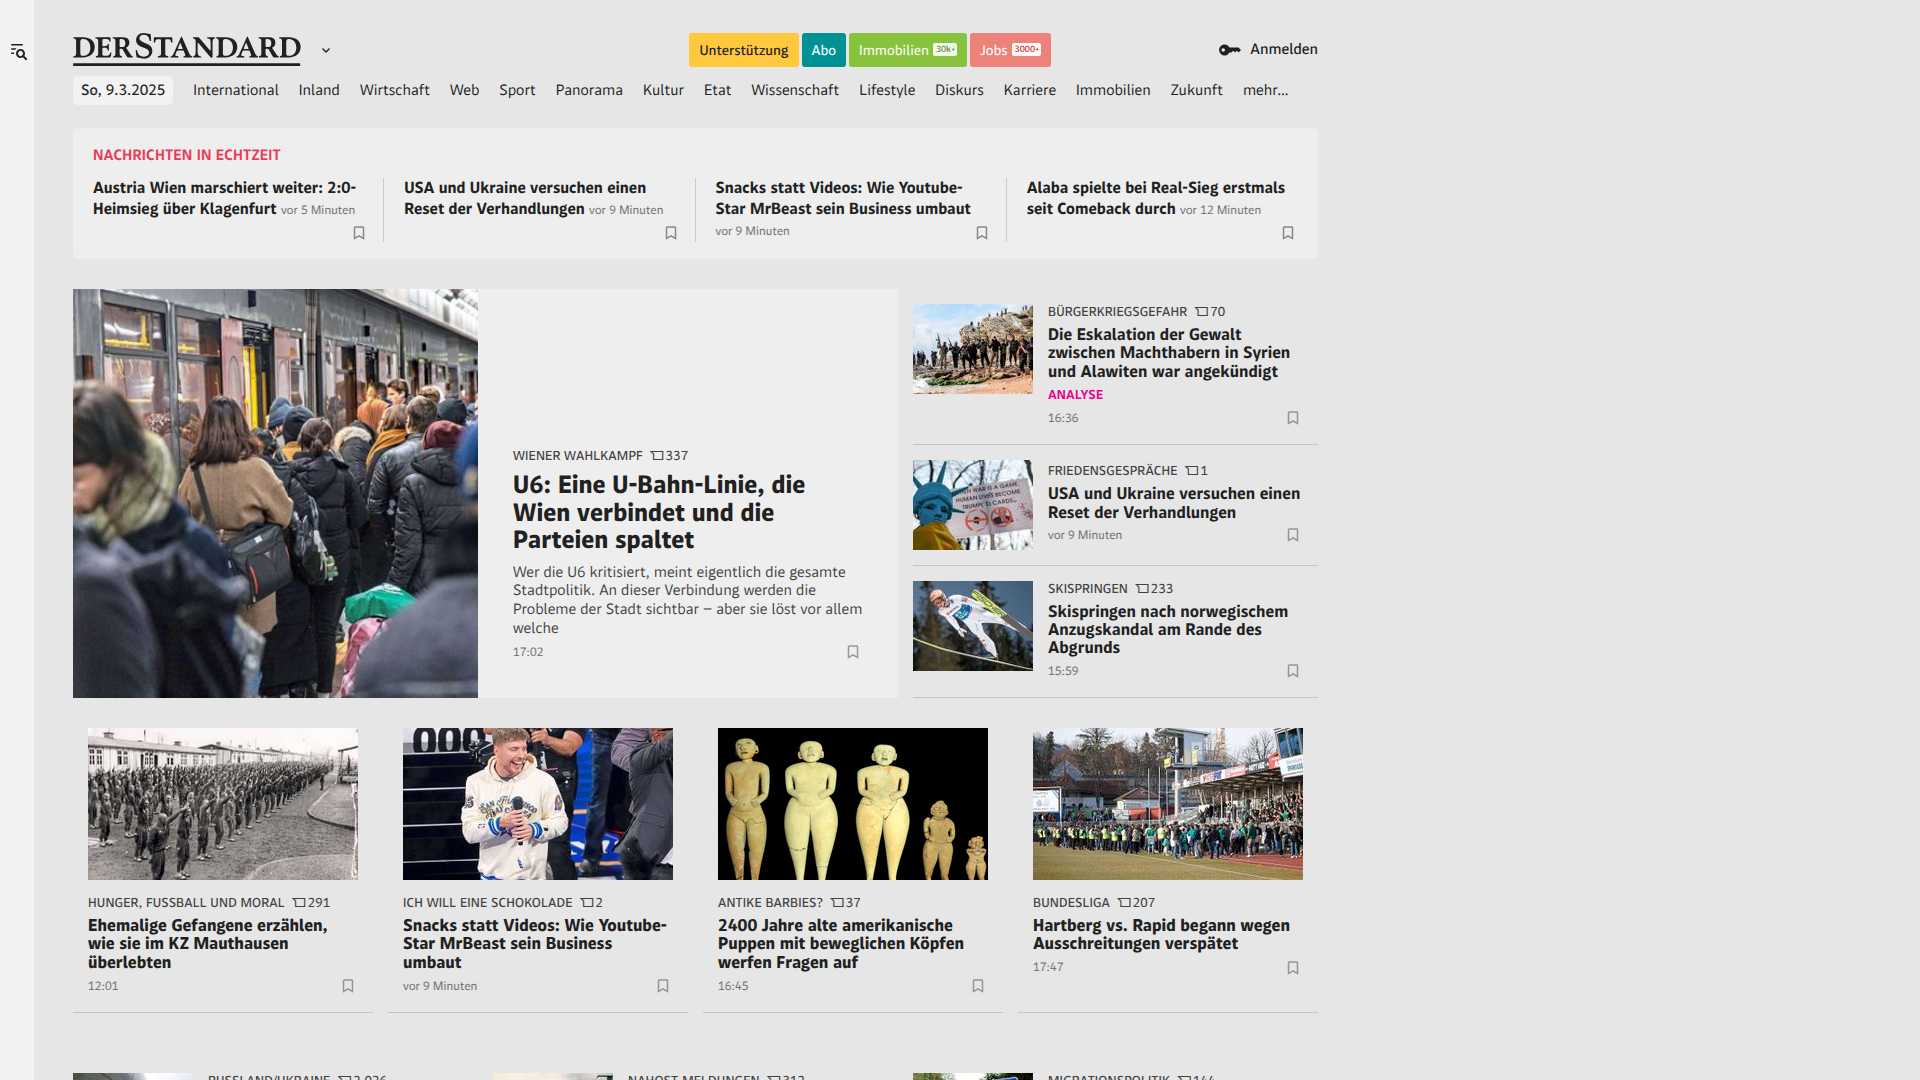 DERSTANDARD
Unterstützung
Abo
Immobilien 30k+
Jobs 3000+
Anmelden
So, 9.3.2025
International
Inland
Wirtschaft
Web
Sport
Panorama
Kultur
Etat
Wissenschaft
Lifestyle
Diskurs
Karriere
Immobilien
Zukunft
mehr...
NACHRICHTEN IN ECHTZEIT
Austria Wien marschiert weiter: 2:0-
Heimsieg über Klagenfurt vor 5 Minuten
USA und Ukraine versuchen einen
Reset der Verhandlungen vor 9 Minuten
Snacks statt Videos: Wie Youtube-
Star MrBeast sein Business umbaut
vor 9 Minuten
Alaba spielte bei Real-Sieg erstmals
seit Comeback durch vor 12 Minuten
WIENER WAHLKAMPF 337
U6: Eine U-Bahn-Linie, die
Wien verbindet und die
Parteien spaltet
Wer die U6 kritisiert, meint eigentlich die gesamte
Stadtpolitik. An dieser Verbindung werden die
Probleme der Stadt sichtbar – aber sie löst vor allem
welche
17:02
BÜRGERKRIEGSGEFAHR 70
Die Eskalation der Gewalt
zwischen Machthabern in Syrien
und Alawiten war angekündigt
ANALYSE
16:36
FRIEDENSGESPRÄCHE 1
USA und Ukraine versuchen einen
Reset der Verhandlungen
vor 9 Minuten
SKISPRINGEN 233
Skispringen nach norwegischem
Anzugskandal am Rande des
Abgrunds
15:59
HUNGER, FUSSBALL UND MORAL 291
Ehemalige Gefangene erzählen,
wie sie im KZ Mauthausen
überlebten
12:01
ICH WILL EINE SCHOKOLADE 2
Snacks statt Videos: Wie Youtube-
Star MrBeast sein Business
umbaut
vor 9 Minuten
ANTIKE BARBIES? 37
2400 Jahre alte amerikanische
Puppen mit beweglichen Köpfen
werfen Fragen auf
16:45
BUNDESLIGA 207
Hartberg vs. Rapid begann wegen
Ausschreitungen verspätet
17:47
RUSSLAND/UKRAINE 2.026
NAHOST-MELDUNGEN 312
MIGRATIONSPOLITIK 144